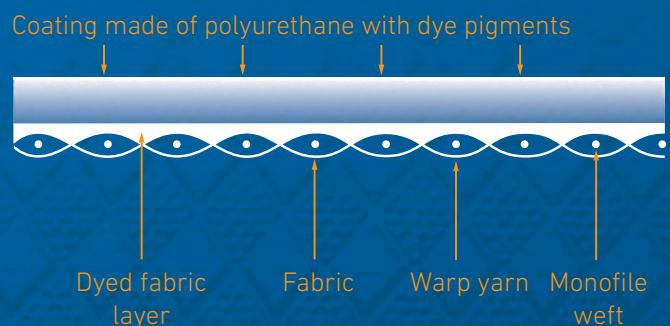 Coating made of polyurethane with dye pigments
Dyed fabric
layer
Fabric
Warp yarn
Monofile
weft